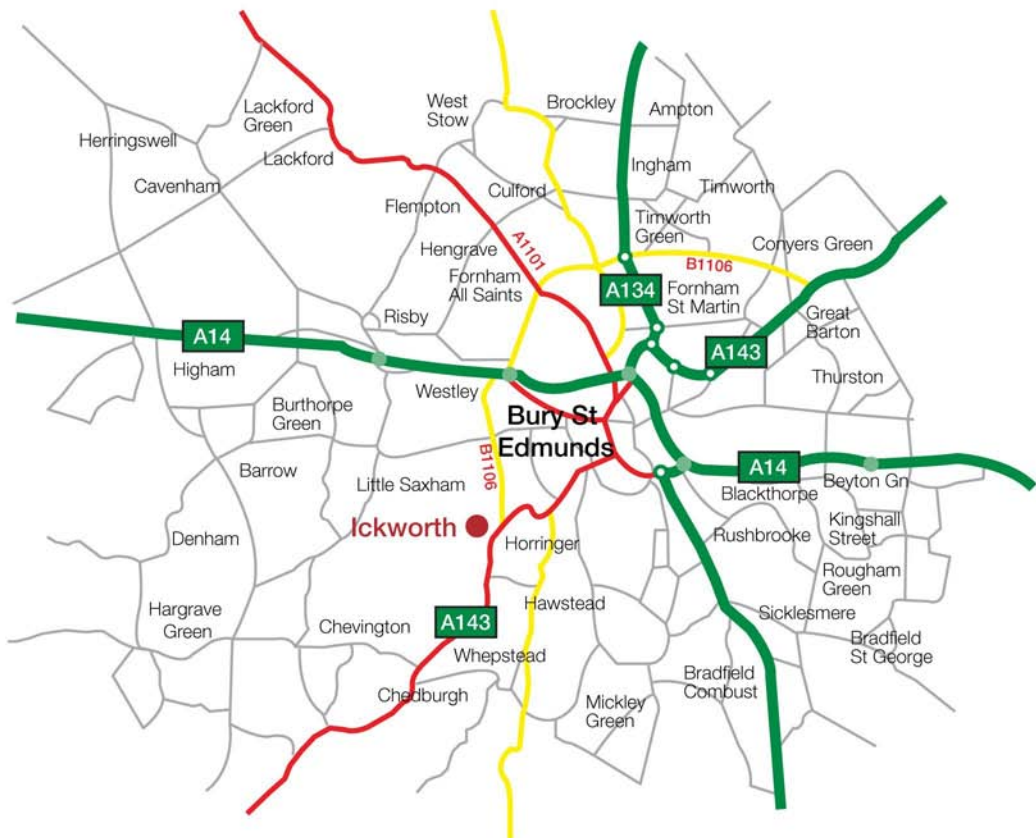 Lackford
Green
Herringswell
Lackford
Cavenham
West
Stow
Brockley
Ampton
Ingham
Culford
Timworth
Flempton
Timworth
Green
Hengrave
A1101
Conyers Green
B1106
Fornham
All Saints
A134
Fornham
St Martin
Risby
Great
Barton
A14
A143
Higham
Thurston
Westley
Burthorpe
Green
Bury St
Edmunds
Barrow
B1106
A14
Little Saxham
Blackthorpe
Beyton Gn
Ickworth
Kingshall
Street
Denham
Horringer
Rushbrooke
Rougham
Green
Hargrave
Green
Hawstead
Sicklesmere
A143
Chevington
Bradfield
St George
Whepstead
Bradfield
Combust
Chedburgh
Mickley
Green